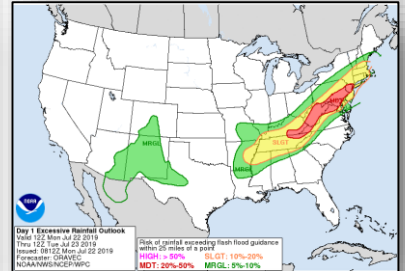 MRGL
MDT
SLGT
MRGL
NOAA
Day 1 Excessive Rainfall Outlook
Valid 12Z Mon Jul 22 2019
Thru 12Z Tue Jul 23 2019
Issued: 0812Z Mon Jul 22 2019
Forecaster: ORAVEC
NOAA/NWS/NCEP/WPC
Risk of rainfall exceeding flash flood guidance
within 25 miles of a point
HIGH: > 50% SLGT: 10%-20%
MDT: 20%-50% MRGL: 5%-10%